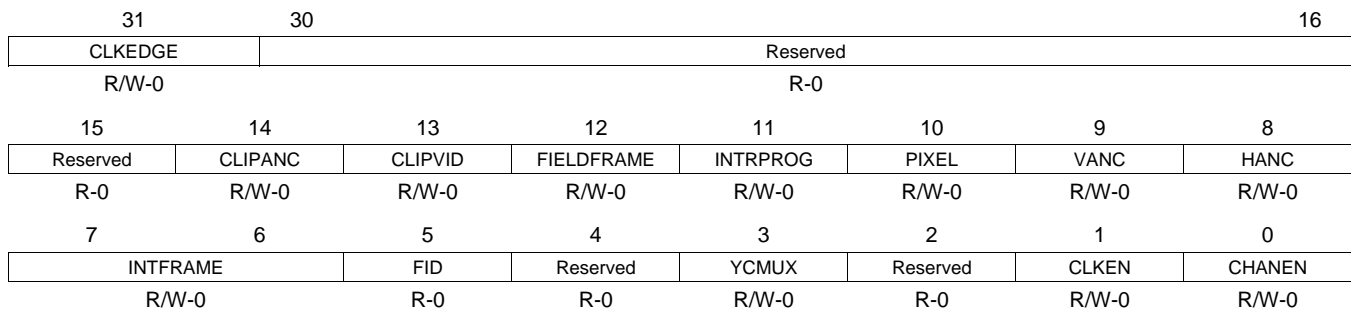 31 30 16
CLKEDGE Reserved
R/W-0 R-0
15 14 13 12 11 10 9 8
Reserved CLIPANC CLIPVID FIELDFRAME INTRPROG PIXEL VANC HANC
R-0 R/W-0 R/W-0 R/W-0 R/W-0 R/W-0 R/W-0 R/W-0
7 6 5 4 3 2 1 0
INTFRAME FID Reserved YCMUX Reserved CLKEN CHANEN
R/W-0 R-0 R-0 R/W-0 R-0 R/W-0 R/W-0